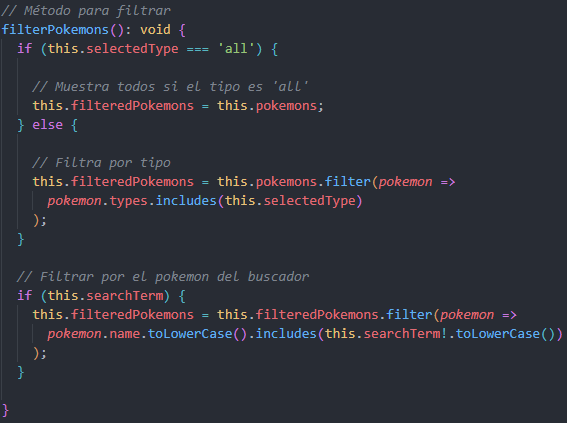 // Método para filtrar
filterPokemons(): void {
if (this.selectedType === 'all') {
// Muestra todos si el tipo es 'all'
this.filteredPokemons = this.pokemons;
} else {
// Filtra por tipo
this.filteredPokemons = this.pokemons.filter(pokemon =>
pokemon.types.includes(this.selectedType)
);
}
// Filtrar por el pokemon del buscador
if (this.searchTerm) {
this.filteredPokemons = this.filteredPokemons.filter(pokemon =>
pokemon.name.toLowerCase().includes(this.searchTerm!.toLowerCase())
);
}
}